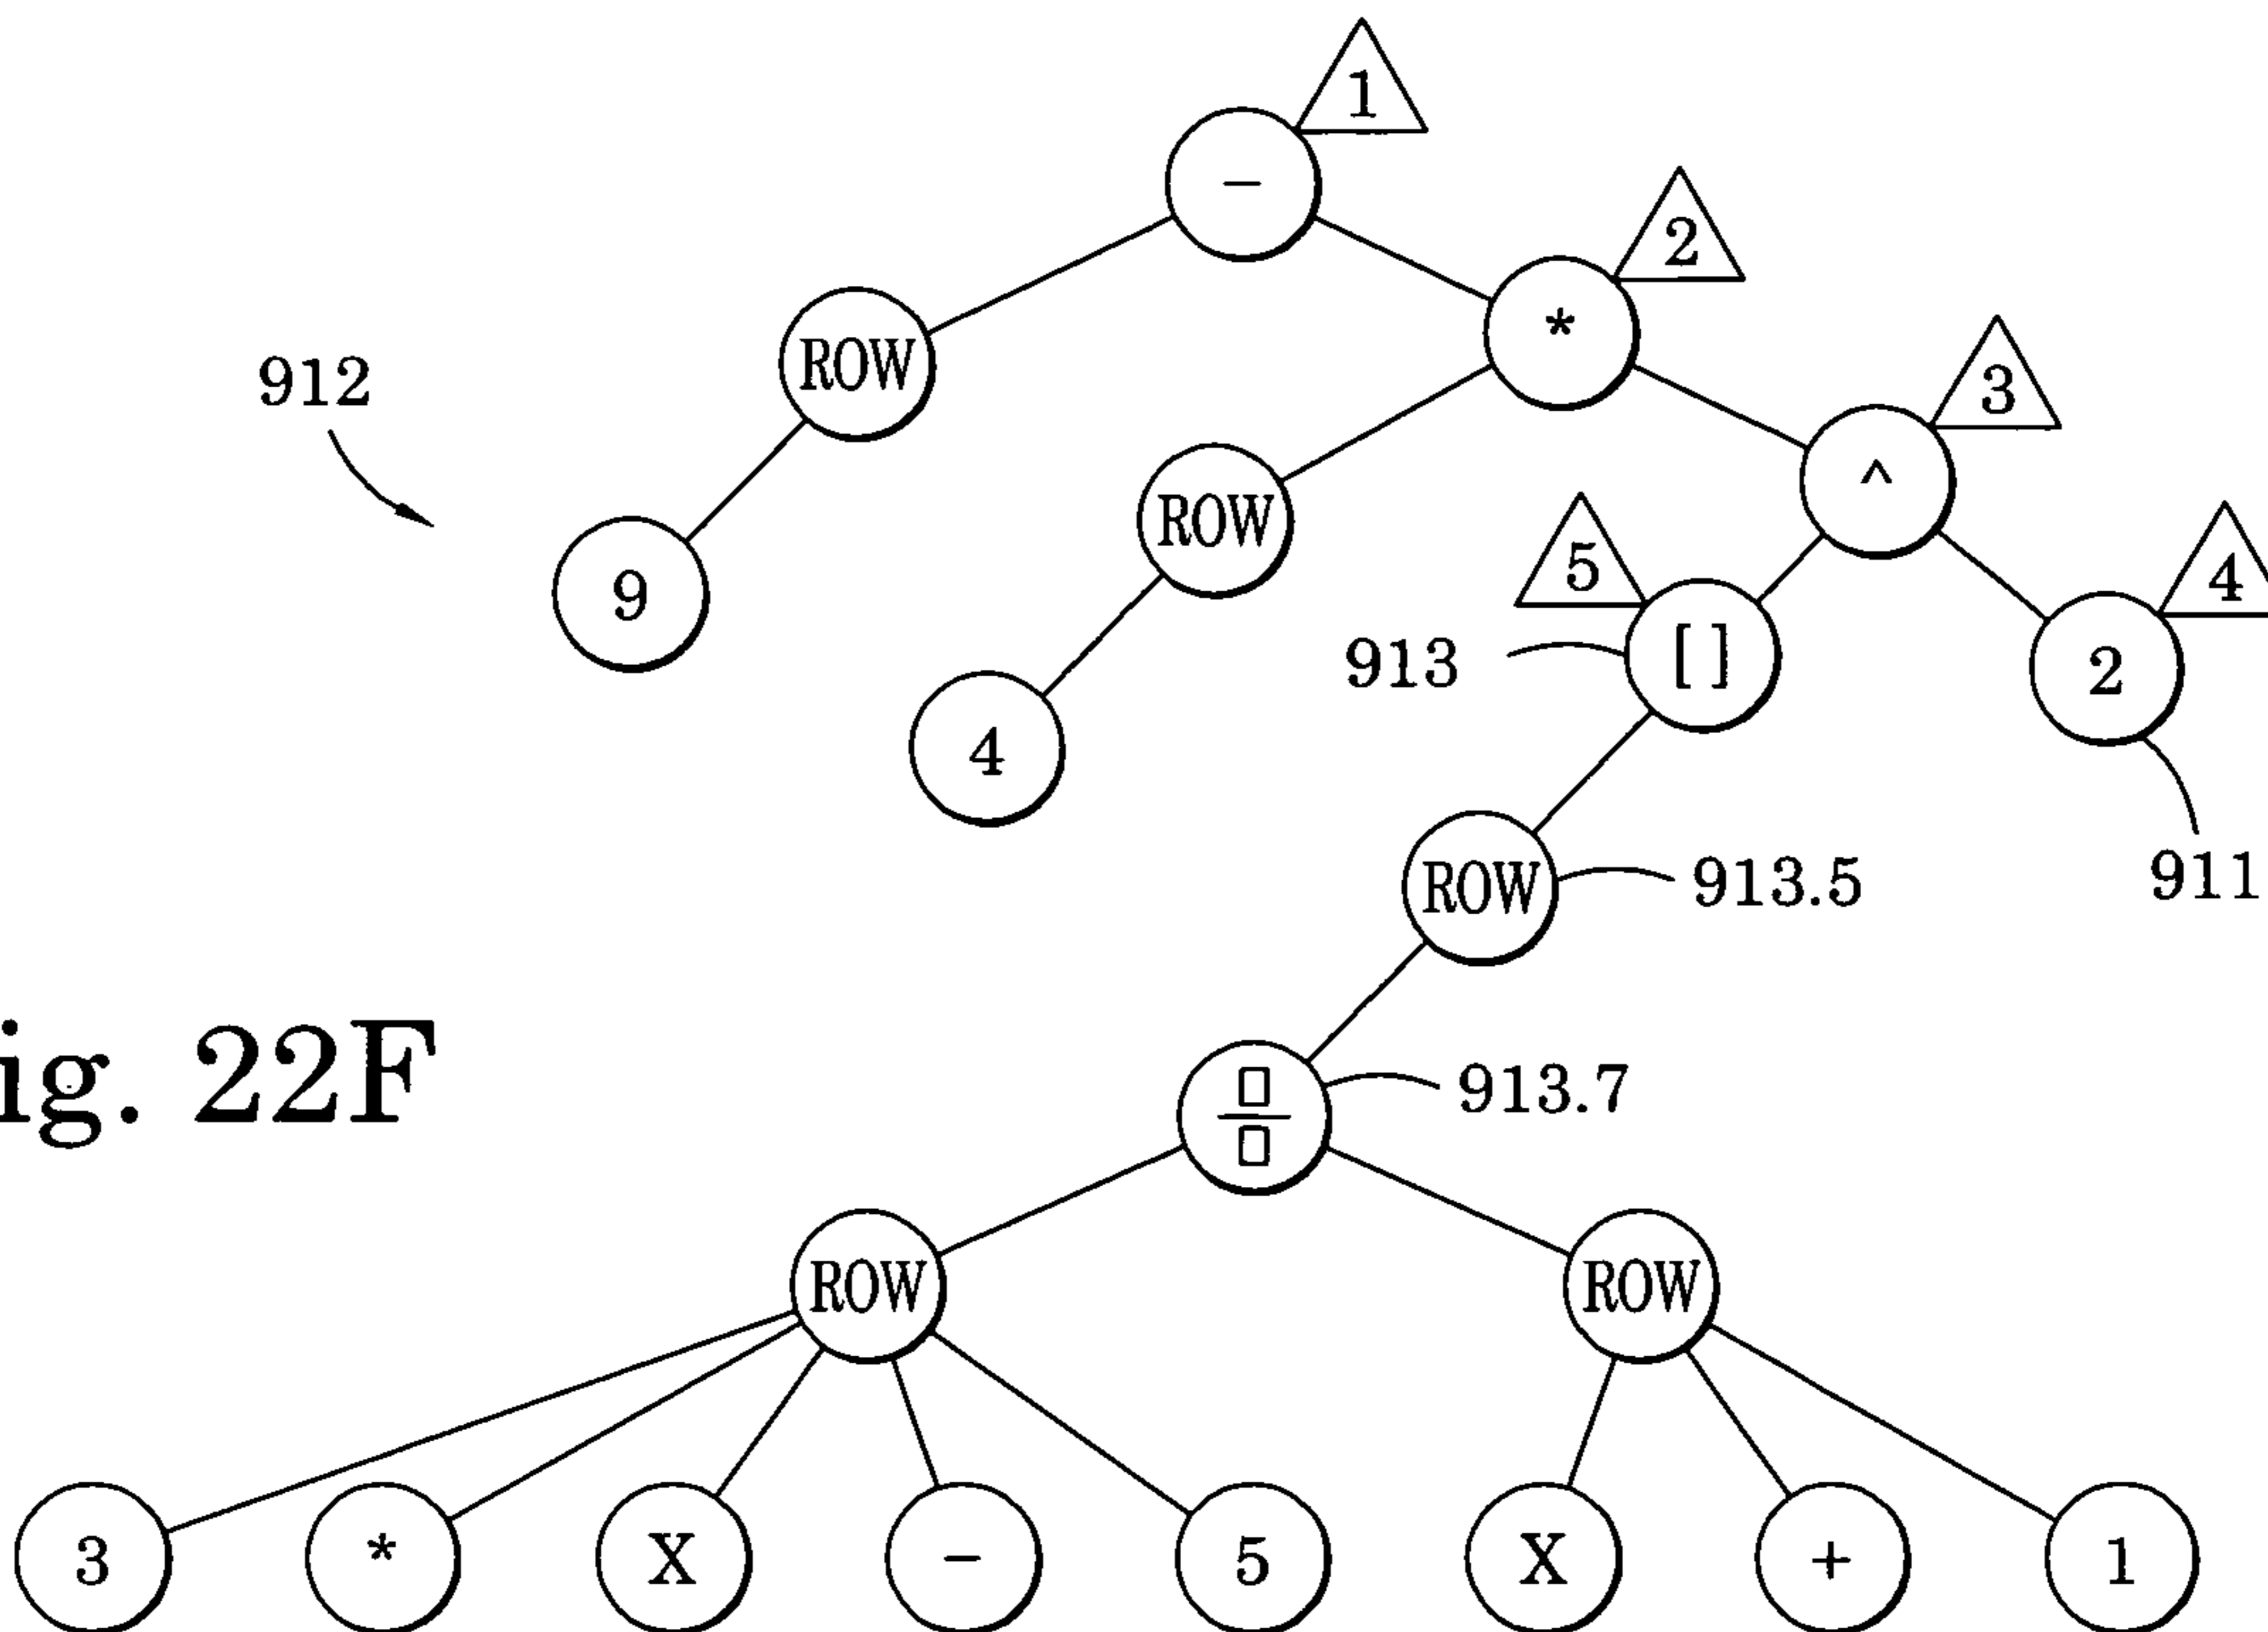 1
−
2
*
ROW
3
912
^
ROW
5
4
9
[ ]
2
913
4
ROW
913.5
911
ig. 22F
913.7
ROW
ROW
3 * X − 5 X + 1